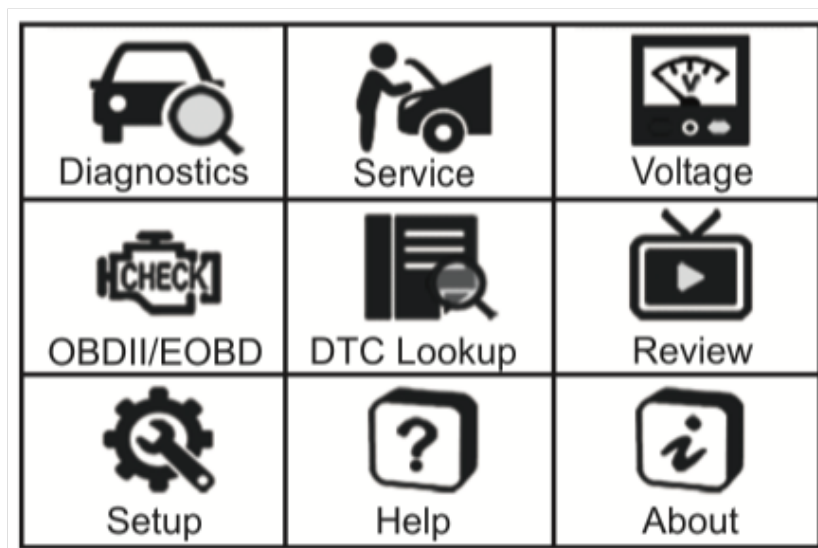 Diagnostics
Service
V
Voltage
CHECK
OBDII/EOBD
DTC Lookup
Review
Setup
?
Help
i
About